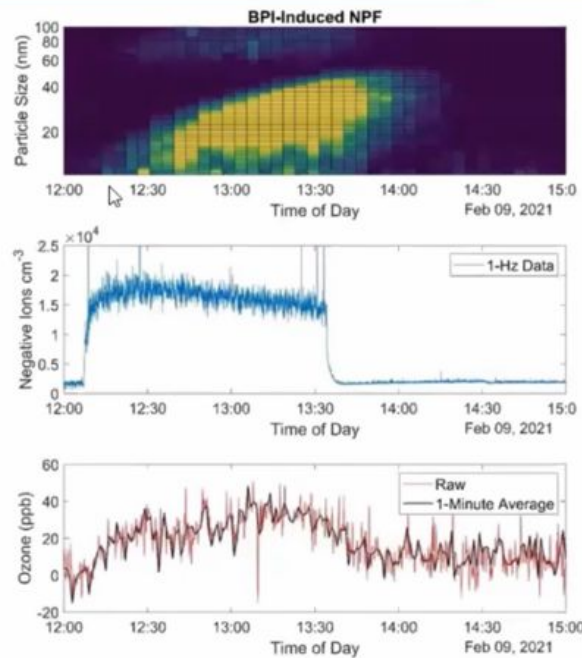 BPI-Induced NPF
100
80
60
40
20
Particle Size (nm)
12:00 12:30 13:00 13:30 14:00 14:30 15:0
Time of Day
Feb 09, 2021
×10⁴
2.5
2
1.5
1
0.5
0
Negative Ions cm⁻³
1-Hz Data
12:00 12:30 13:00 13:30 14:00 14:30 15:0
Time of Day
Feb 09, 2021
60
40
20
0
-20
Ozone (ppb)
Raw
1-Minute Average
12:00 12:30 13:00 13:30 14:00 14:30 15:00
Time of Day
Feb 09, 2021